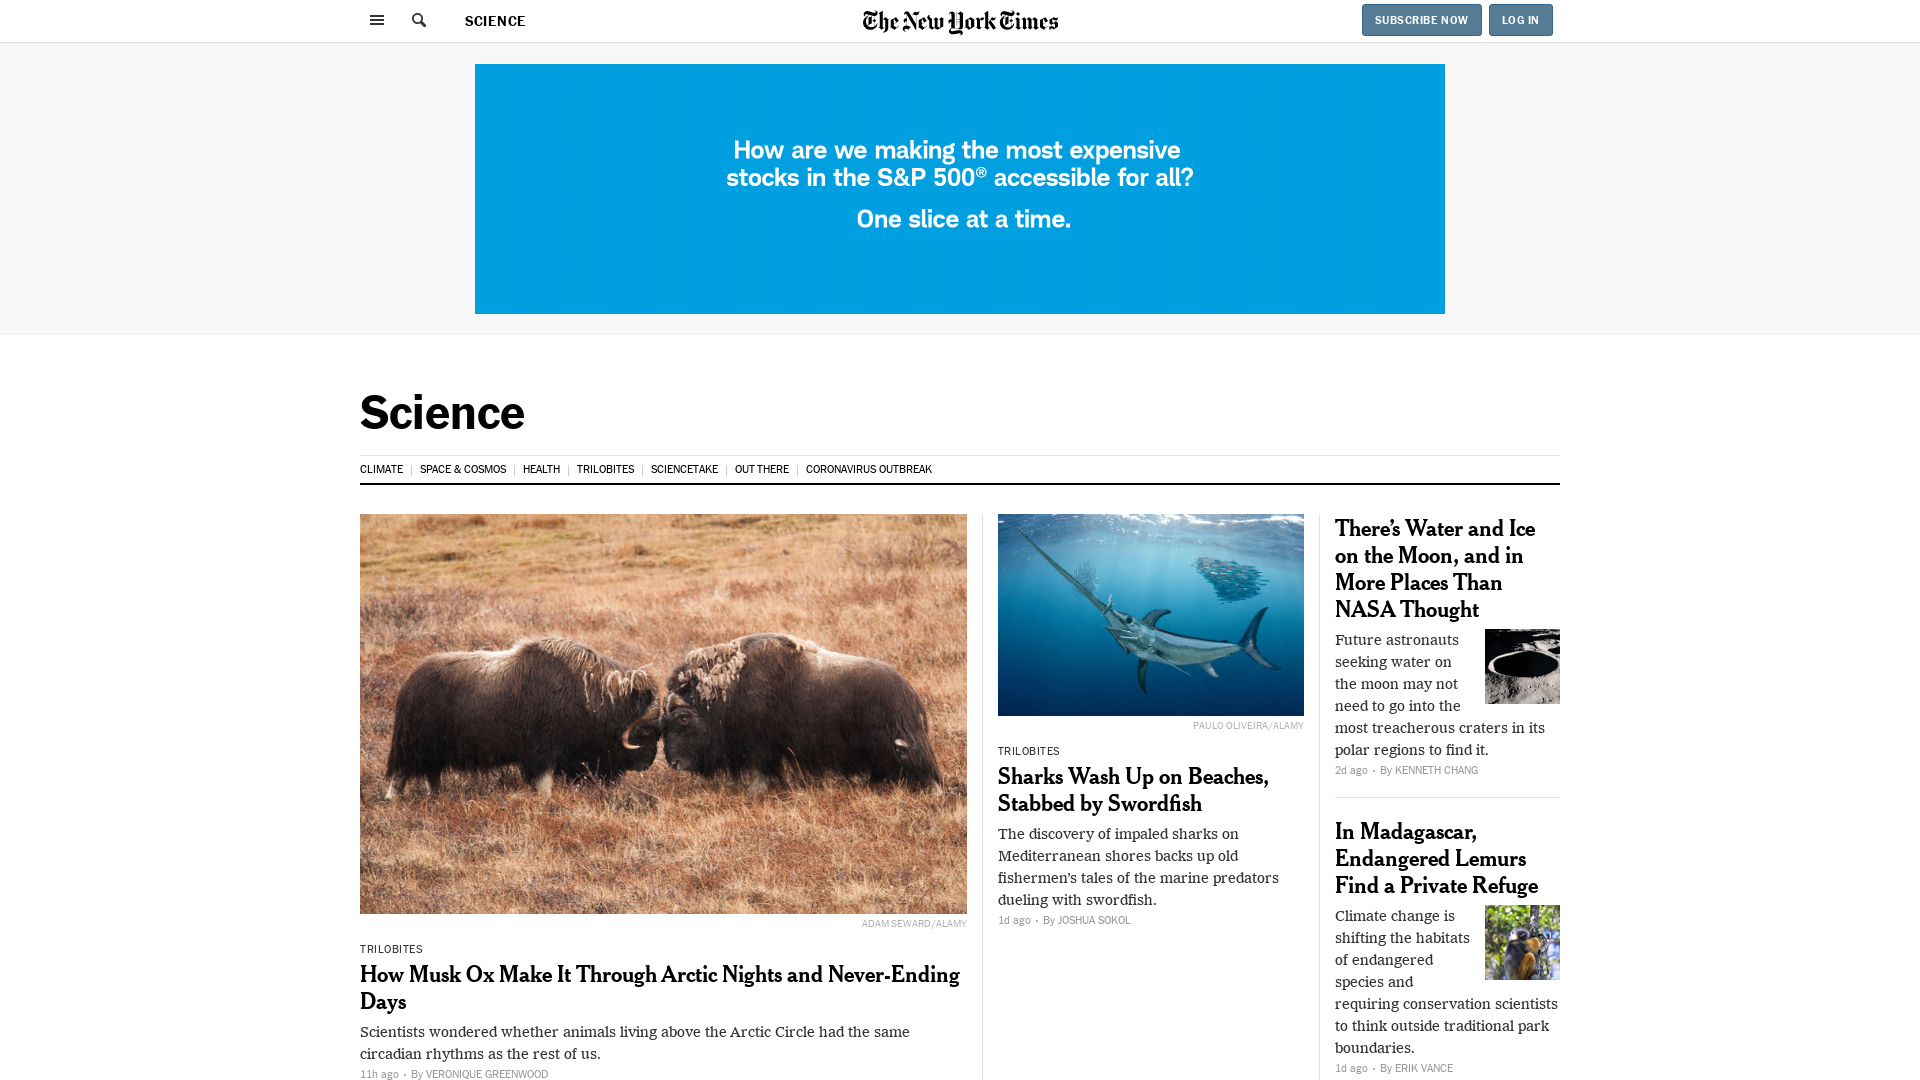 SCIENCE
The New York Times
SUBSCRIBE NOW
LOG IN
How are we making the most expensive
stocks in the S&P 500® accessible for all?
One slice at a time.
Science
CLIMATE
SPACE & COSMOS
HEALTH
TRILOBITES
SCIENCETAKE
OUT THERE
CORONAVIRUS OUTBREAK
ADAM SEWARD/ALAMY
TRILOBITES
How Musk Ox Make It Through Arctic Nights and Never-Ending
Days
Scientists wondered whether animals living above the Arctic Circle had the same
circadian rhythms as the rest of us.
11h ago • By VERONIQUE GREENWOOD
PAULO OLIVEIRA/ALAMY
TRILOBITES
Sharks Wash Up on Beaches,
Stabbed by Swordfish
The discovery of impaled sharks on
Mediterranean shores backs up old
fishermen’s tales of the marine predators
dueling with swordfish.
1d ago • By JOSHUA SOKOL
There’s Water and Ice
on the Moon, and in
More Places Than
NASA Thought
Future astronauts
seeking water on
the moon may not
need to go into the
most treacherous craters in its
polar regions to find it.
2d ago • By KENNETH CHANG
In Madagascar,
Endangered Lemurs
Find a Private Refuge
Climate change is
shifting the habitats
of endangered
species and
requiring conservation scientists
to think outside traditional park
boundaries.
1d ago • By ERIK VANCE